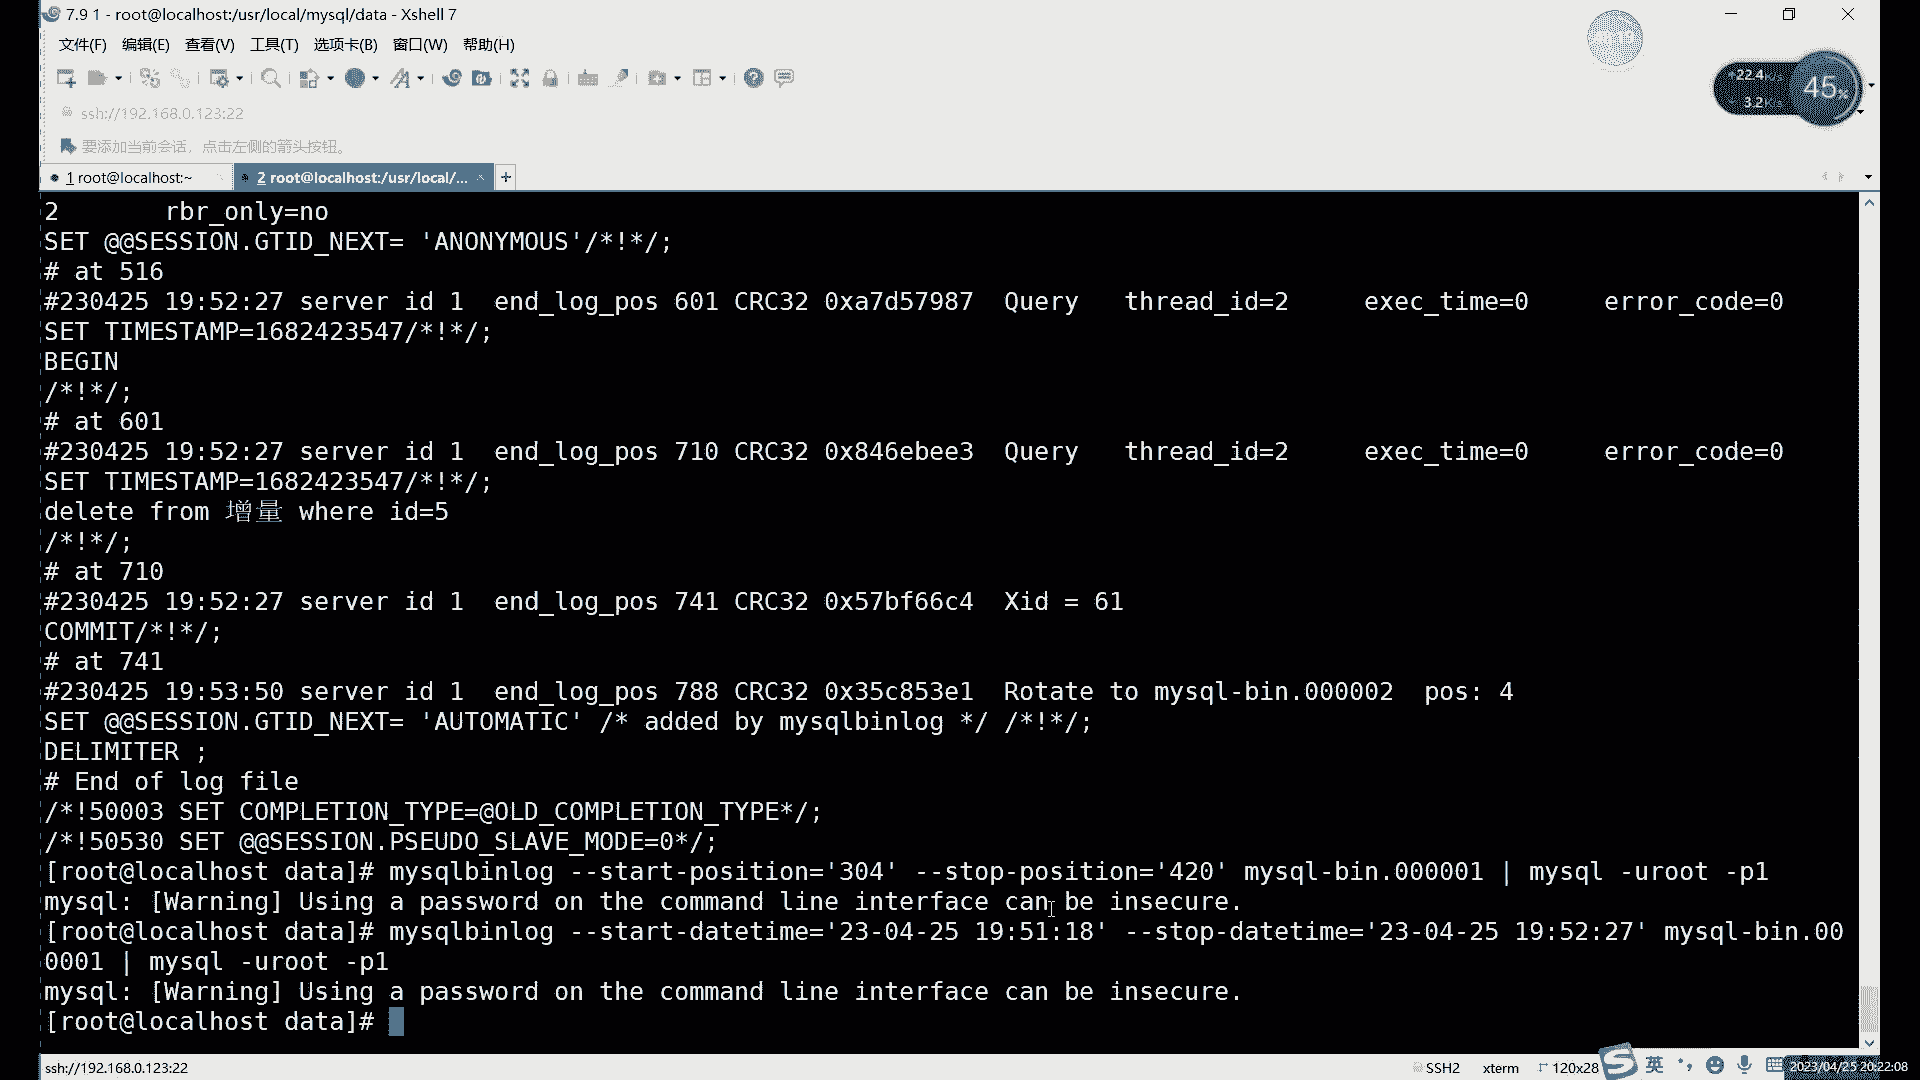 7.9 1 - root@localhost:/usr/local/mysql/data - Xshell 7
文件(F) 编辑(E) 查看(V) 工具(T) 选项卡(B) 窗口(W) 帮助(H)
22.4K/s
3.2K/s
45%
ssh://192.168.0.123:22
要添加当前会话，点击左侧的箭头按钮。
1 root@localhost:~ 2 root@localhost:/usr/local/... +
2       rbr_only=no
SET @@SESSION.GTID_NEXT= 'ANONYMOUS'/*!*/;
# at 516
#230425 19:52:27 server id 1  end_log_pos 601 CRC32 0xa7d57987  Query   thread_id=2     exec_time=0     error_code=0
SET TIMESTAMP=1682423547/*!*/;
BEGIN
/*!*/;
# at 601
#230425 19:52:27 server id 1  end_log_pos 710 CRC32 0x846ebee3  Query   thread_id=2     exec_time=0     error_code=0
SET TIMESTAMP=1682423547/*!*/;
delete from 增量 where id=5
/*!*/;
# at 710
#230425 19:52:27 server id 1  end_log_pos 741 CRC32 0x57bf66c4  Xid = 61
COMMIT/*!*/;
# at 741
#230425 19:53:50 server id 1  end_log_pos 788 CRC32 0x35c853e1  Rotate to mysql-bin.000002  pos: 4
SET @@SESSION.GTID_NEXT= 'AUTOMATIC' /* added by mysqlbinlog */ /*!*/;
DELIMITER ;
# End of log file
/*!50003 SET COMPLETION_TYPE=@OLD_COMPLETION_TYPE*/;
/*!50530 SET @@SESSION.PSEUDO_SLAVE_MODE=0*/;
[root@localhost data]# mysqlbinlog --start-position='304' --stop-position='420' mysql-bin.000001 | mysql -uroot -p1
mysql: [Warning] Using a password on the command line interface can be insecure.
[root@localhost data]# mysqlbinlog --start-datetime='23-04-25 19:51:18' --stop-datetime='23-04-25 19:52:27' mysql-bin.00
0001 | mysql -uroot -p1
mysql: [Warning] Using a password on the command line interface can be insecure.
[root@localhost data]#
ssh://192.168.0.123:22 SSH2 xterm 120x28 英 2023/04/25 20:22:08